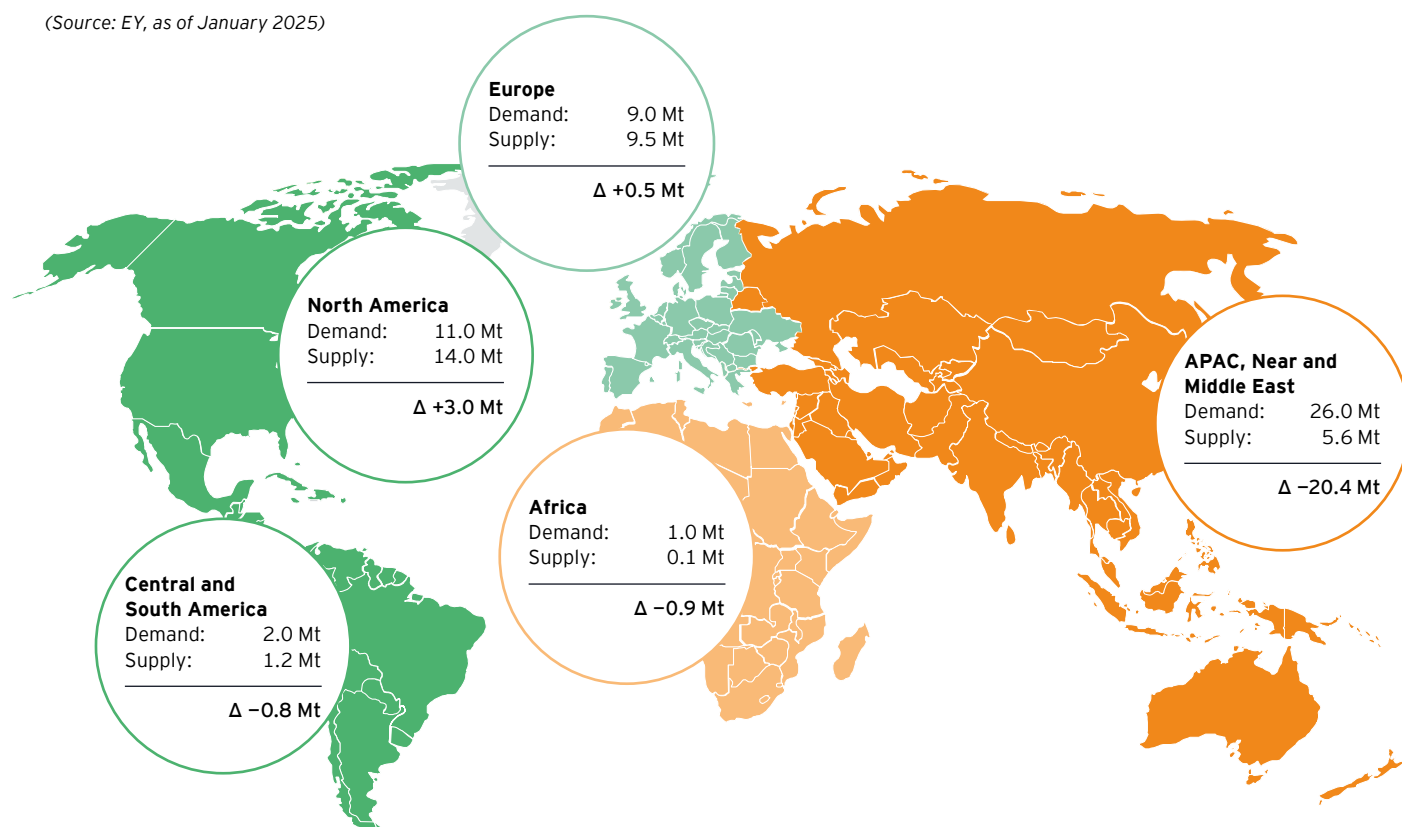 (Source: EY, as of January 2025)
Europe
Demand: 9.0 Mt
Supply: 9.5 Mt
Δ +0.5 Mt
North America
Demand: 11.0 Mt
Supply: 14.0 Mt
Δ +3.0 Mt
APAC, Near and
Middle East
Demand: 26.0 Mt
Supply: 5.6 Mt
Δ −20.4 Mt
Africa
Demand: 1.0 Mt
Supply: 0.1 Mt
Δ −0.9 Mt
Central and
South America
Demand: 2.0 Mt
Supply: 1.2 Mt
Δ −0.8 Mt